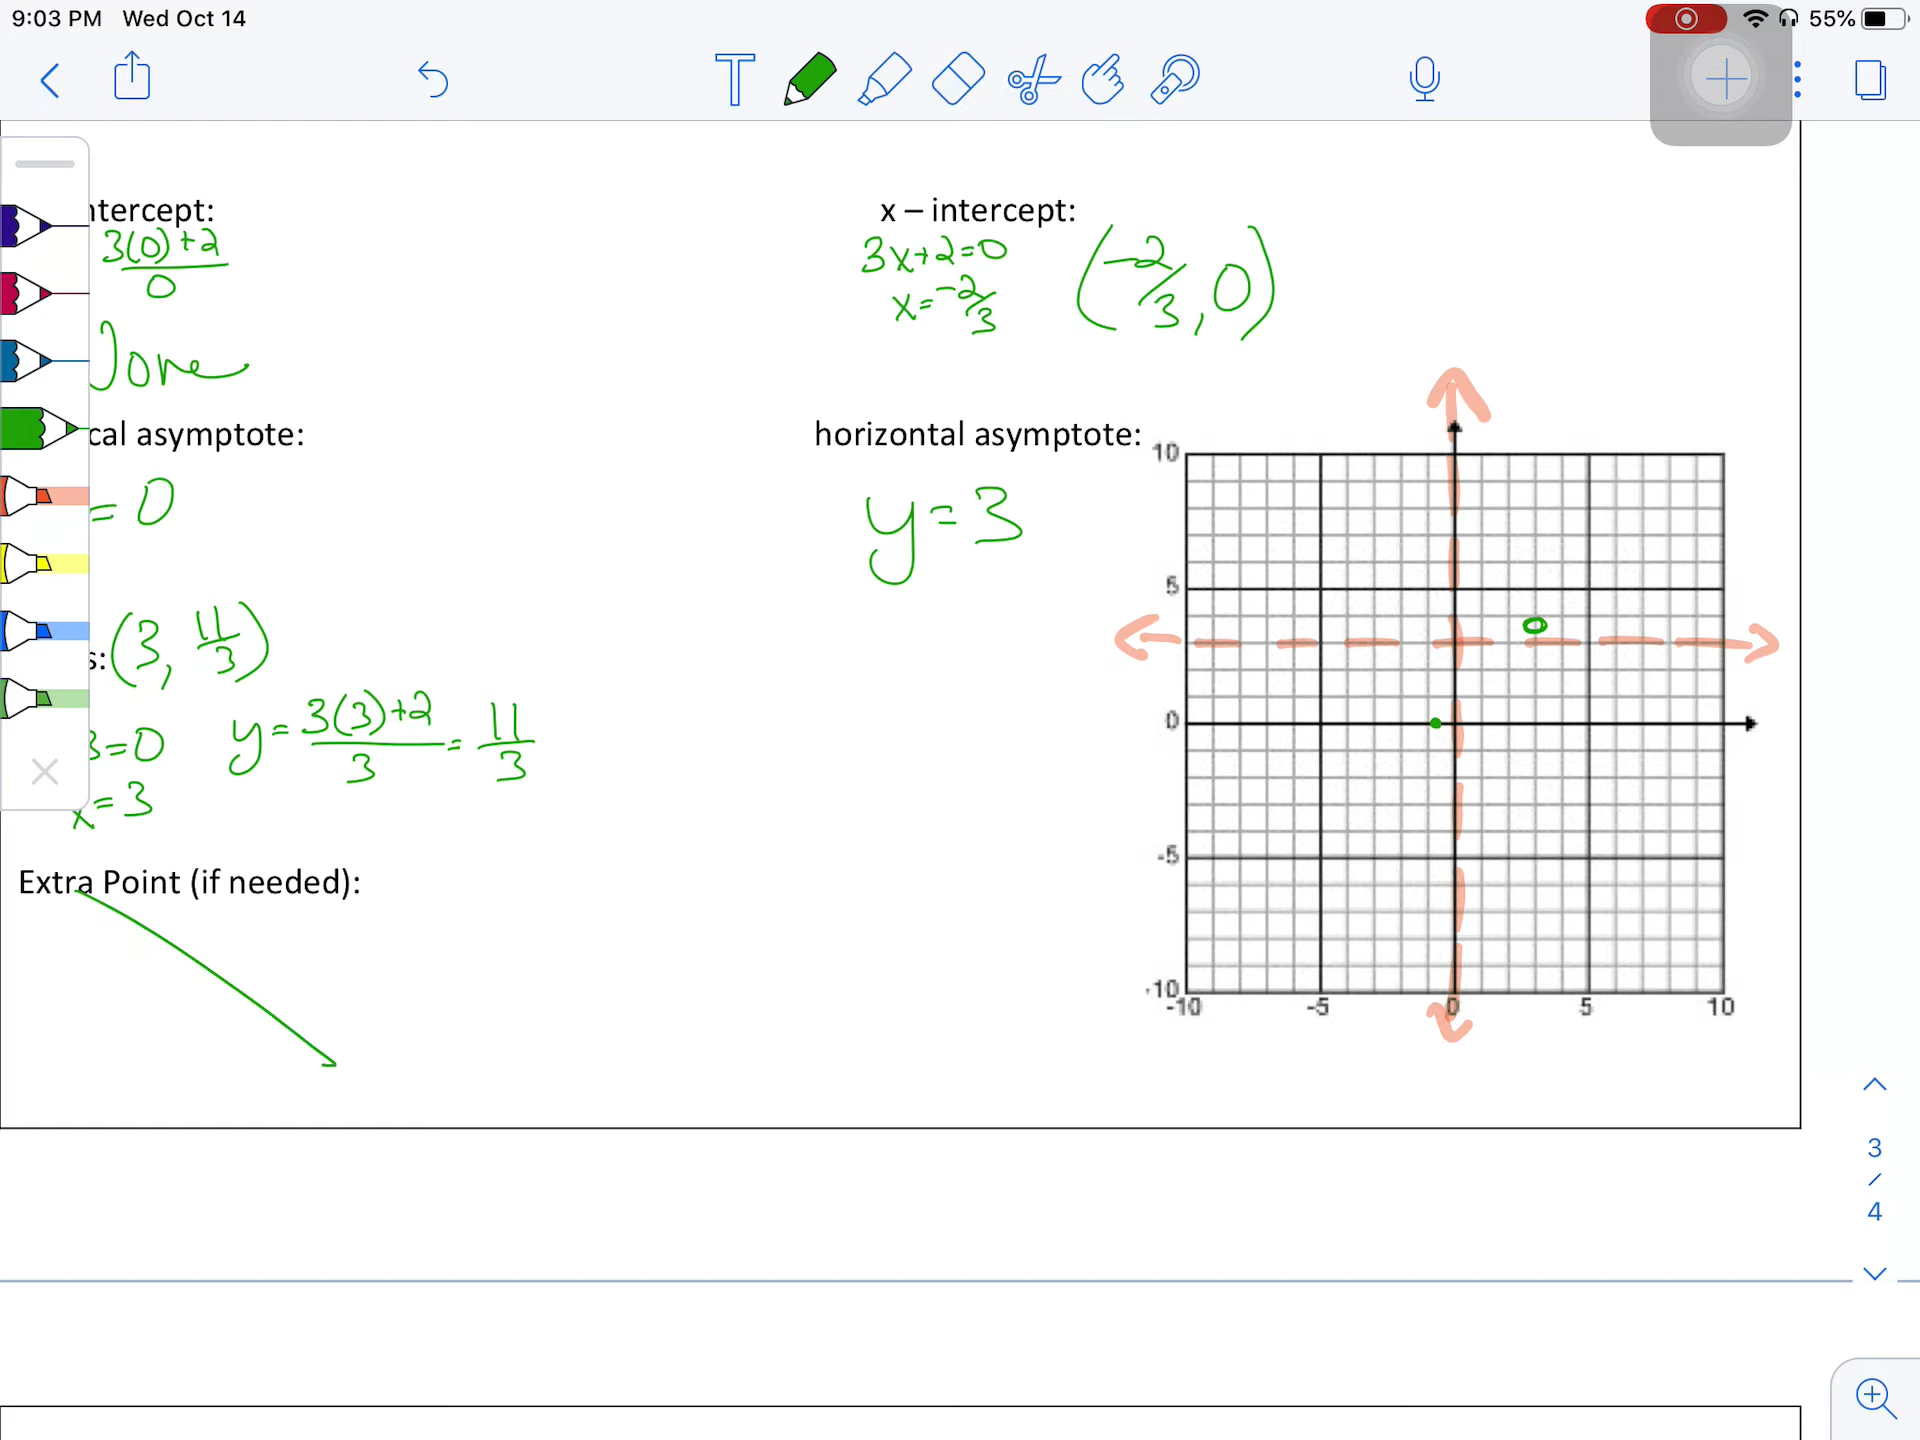 9:03 PM Wed Oct 14
55%
ntercept:
3(0)+2
0
x – intercept:
3x+2=0
x=-2/3
(-2/3, 0)
cal asymptote:
= 0
horizontal asymptote:
y=3
s: (3, 11/3)
3=0
x=3
y = 3(3)+2/3 = 11/3
Extra Point (if needed):
10
5
0
-5
-10
-10 -5 0 5 10
3
/
4